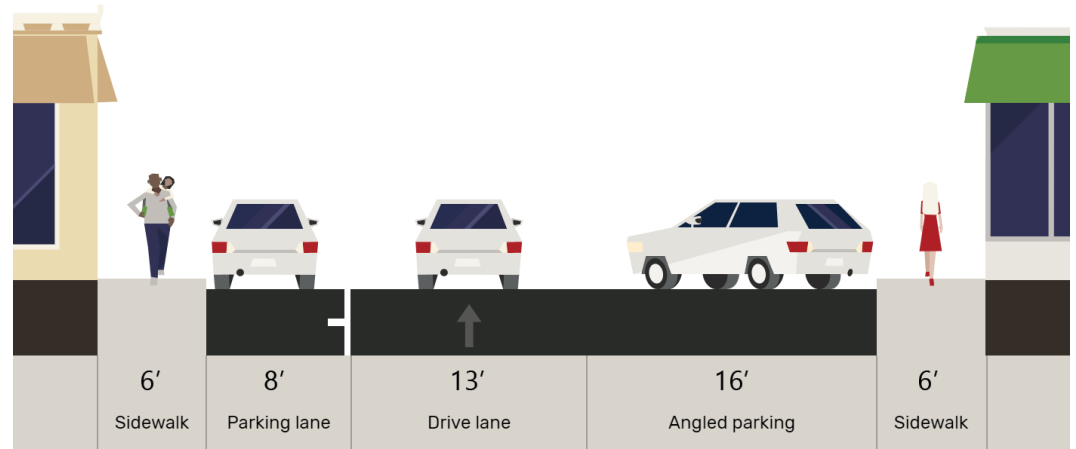 6’ 8’ 13’ 16’ 6’
Sidewalk Parking lane Drive lane Angled parking Sidewalk